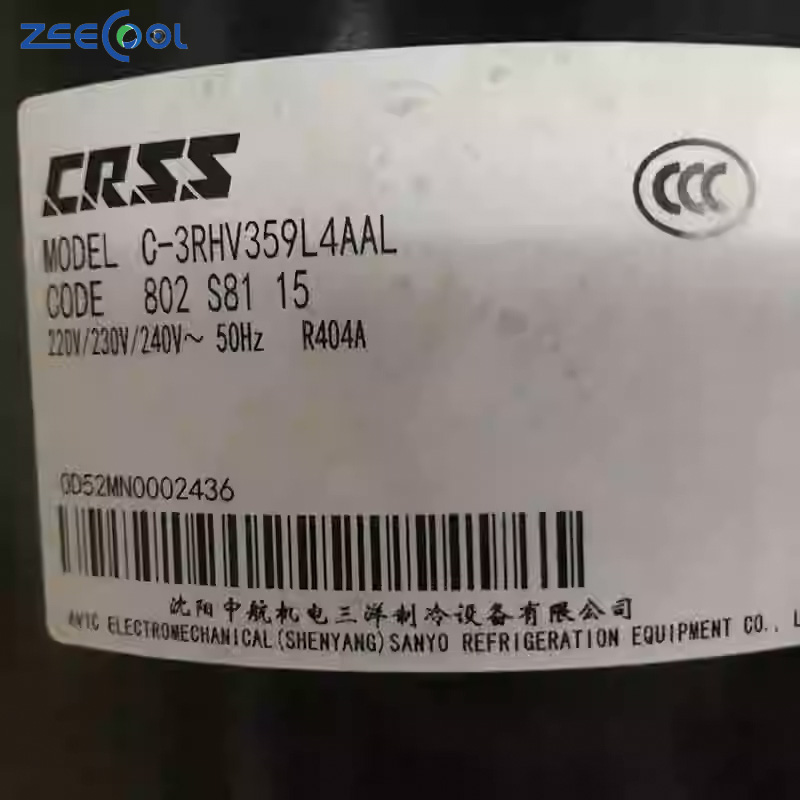 ZEECOOL
C.R.S.S
CCC
MODEL C-3RHV359L4AAL
CODE 802 S81 15
220V/230V/240V～ 50Hz R404A
0D52MN0002436
沈阳中航机电三洋制冷设备有限公司
AVIC ELECTROMECHANICAL(SHENYANG)SANYO REFRIGERATION EQUIPMENT CO., L